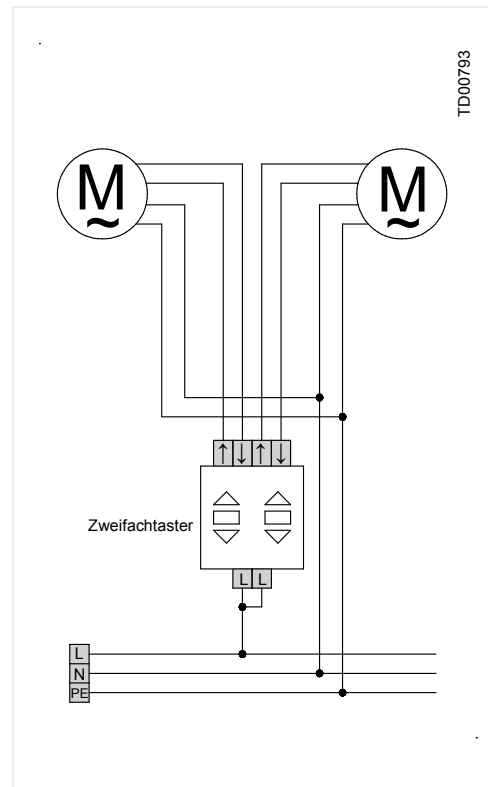 TD00793
M M
~ ~
↑ ↓ ↑ ↓
Zweifachtaster
L L
L
N
PE